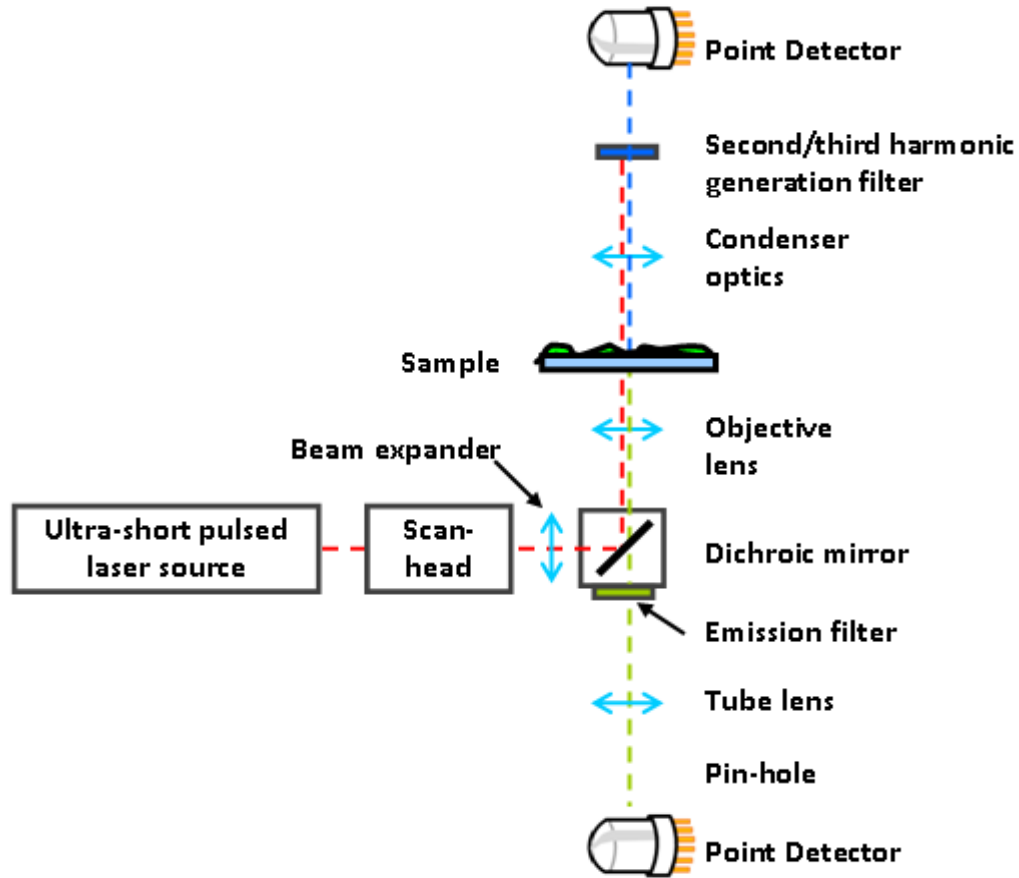 Point Detector
Second/third harmonic
generation filter
Condenser
optics
Sample
Objective
lens
Beam expander
Ultra-short pulsed
laser source
Scan-
head
Dichroic mirror
Emission filter
Tube lens
Pin-hole
Point Detector